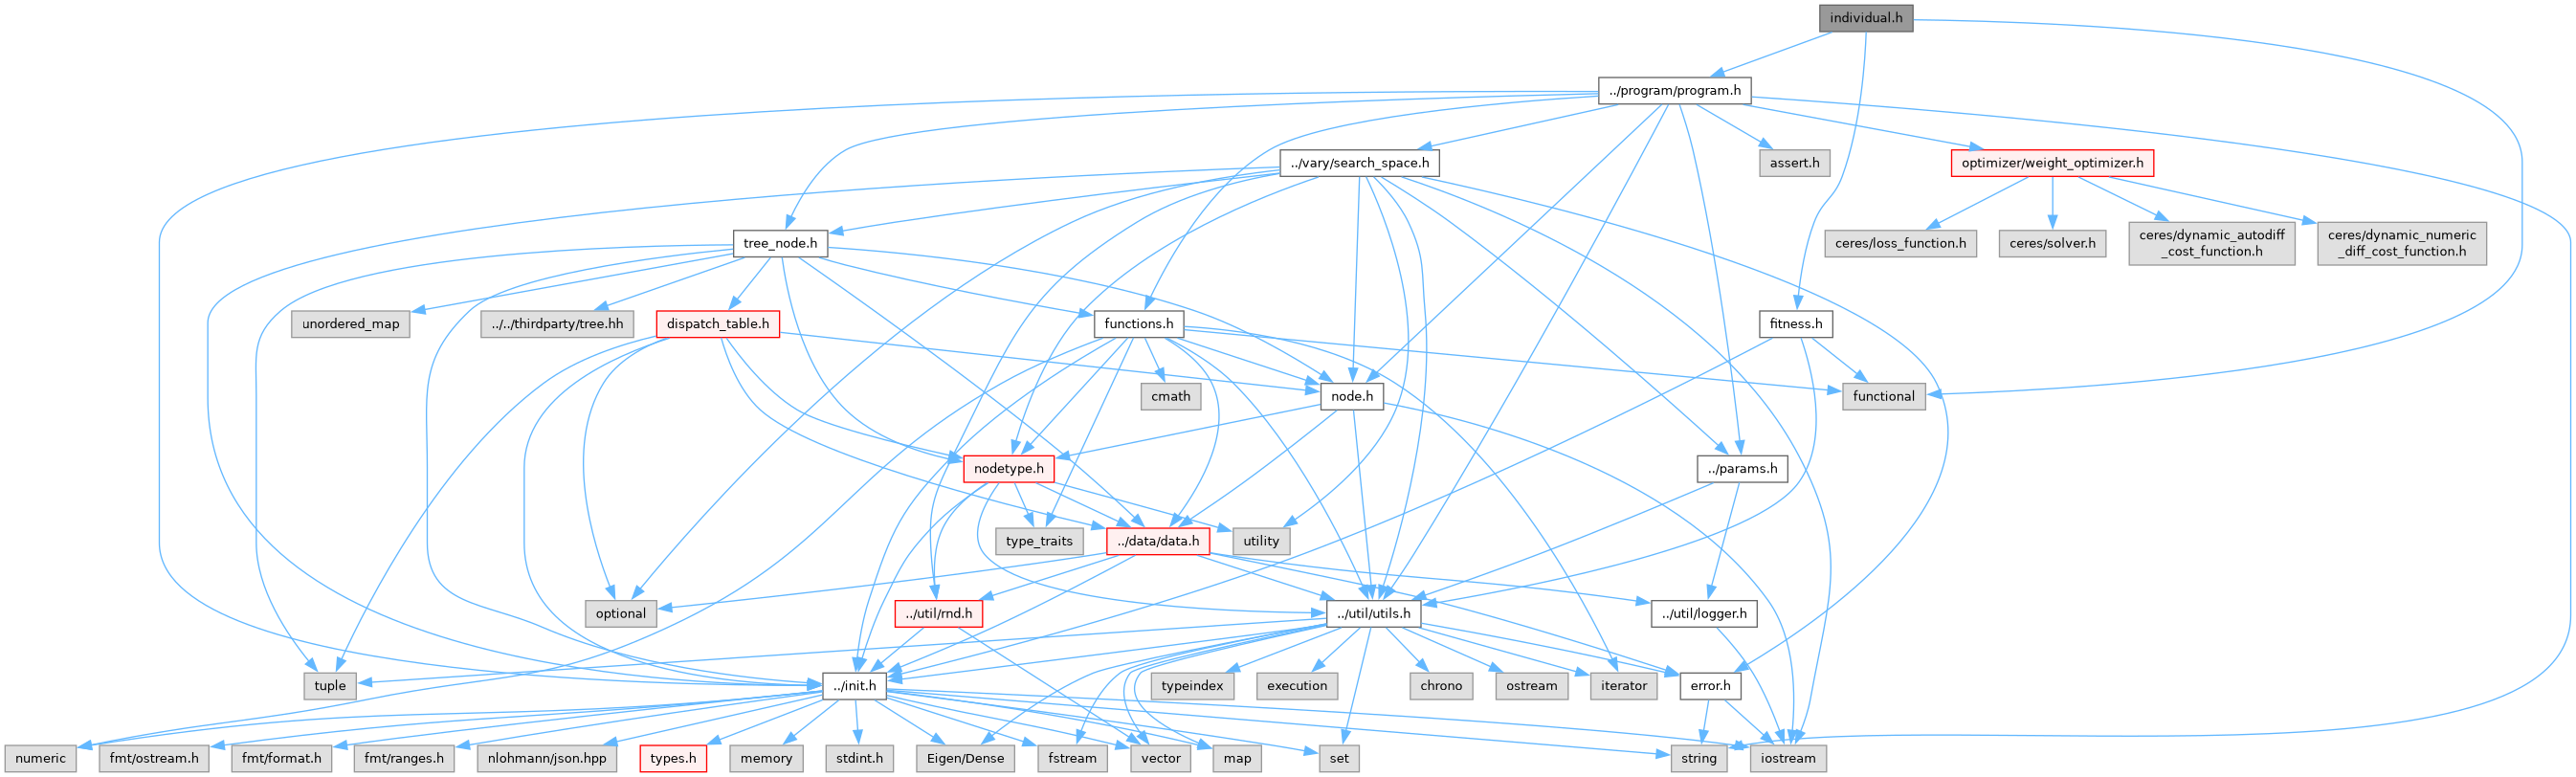 individual.h
../program/program.h
../vary/search_space.h
assert.h
optimizer/weight_optimizer.h
tree_node.h
ceres/loss_function.h
ceres/solver.h
ceres/dynamic_autodiff
_cost_function.h
ceres/dynamic_numeric
_diff_cost_function.h
unordered_map
../../thirdparty/tree.hh
dispatch_table.h
functions.h
fitness.h
cmath
node.h
functional
nodetype.h
../params.h
type_traits
../data/data.h
utility
optional
../util/rnd.h
../util/utils.h
../util/logger.h
tuple
../init.h
typeindex
execution
chrono
ostream
iterator
error.h
numeric
fmt/ostream.h
fmt/format.h
fmt/ranges.h
nlohmann/json.hpp
types.h
memory
stdint.h
Eigen/Dense
fstream
vector
map
set
string
iostream